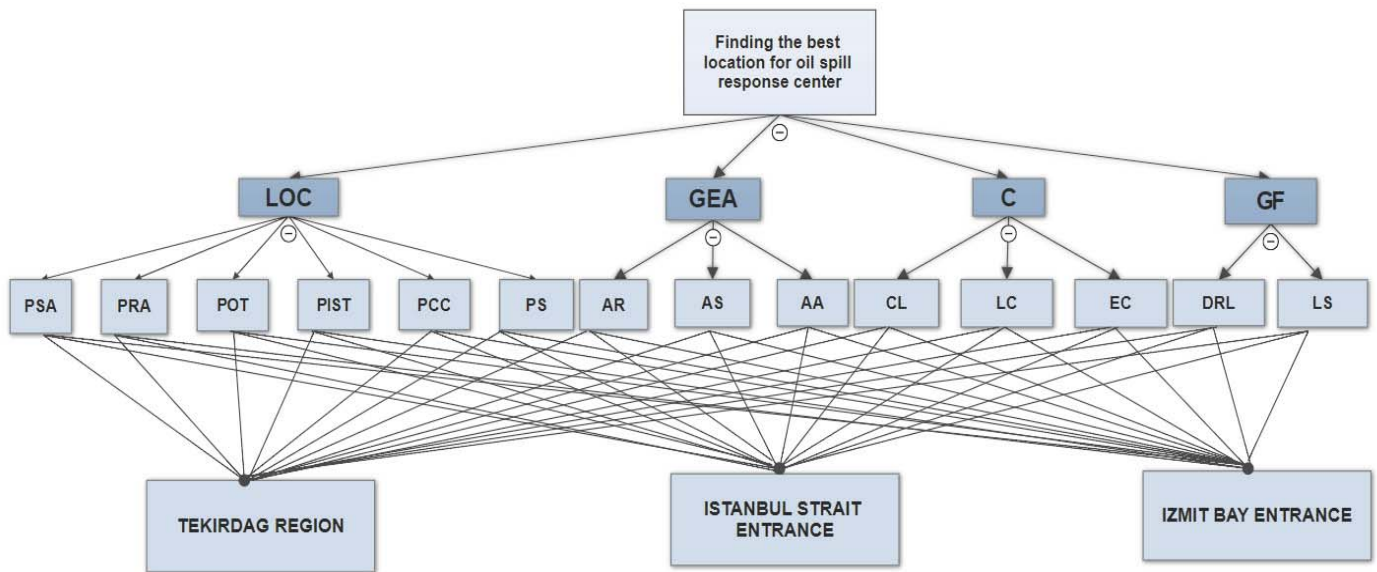 Finding the best
location for oil spill
response center
LOC
GEA
C
GF
PSA
PRA
POT
PIST
PCC
PS
AR
AS
AA
CL
LC
EC
DRL
LS
TEKIRDAG REGION
ISTANBUL STRAIT
ENTRANCE
IZMIT BAY ENTRANCE